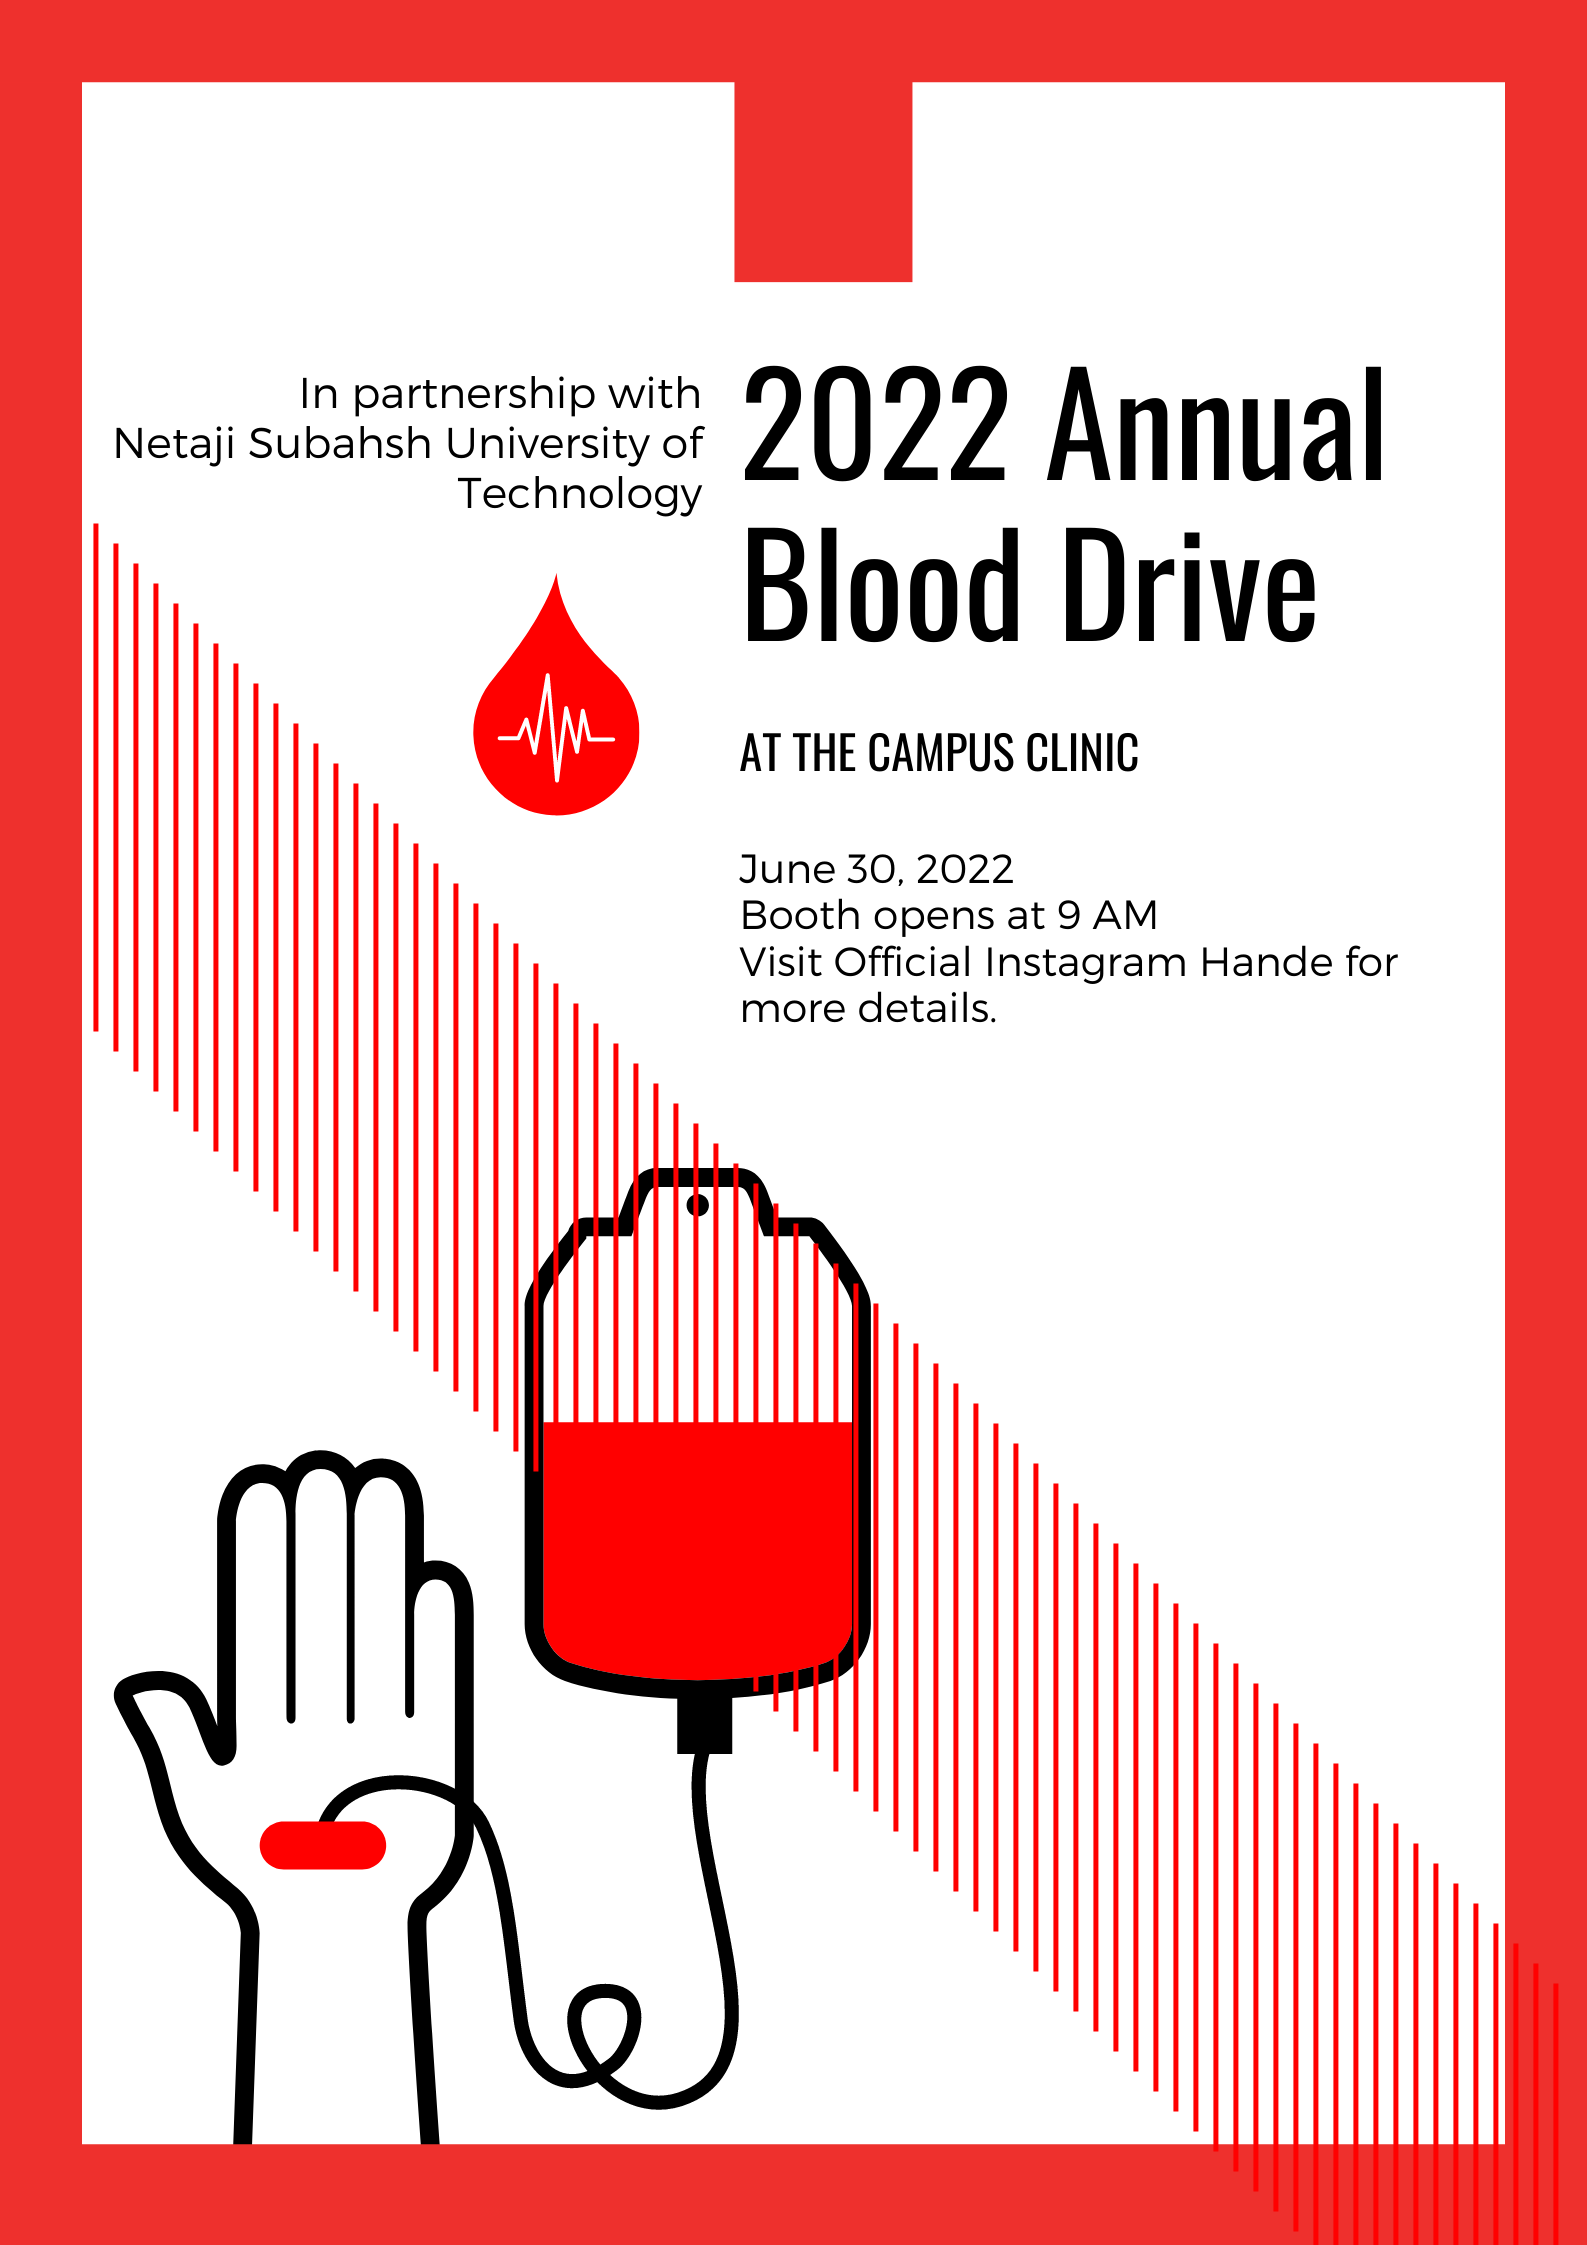 In partnership with
Netaji Subahsh University of
Technology
2022 Annual
Blood Drive
AT THE CAMPUS CLINIC
June 30, 2022
Booth opens at 9 AM
Visit Official Instagram Hande for
more details.